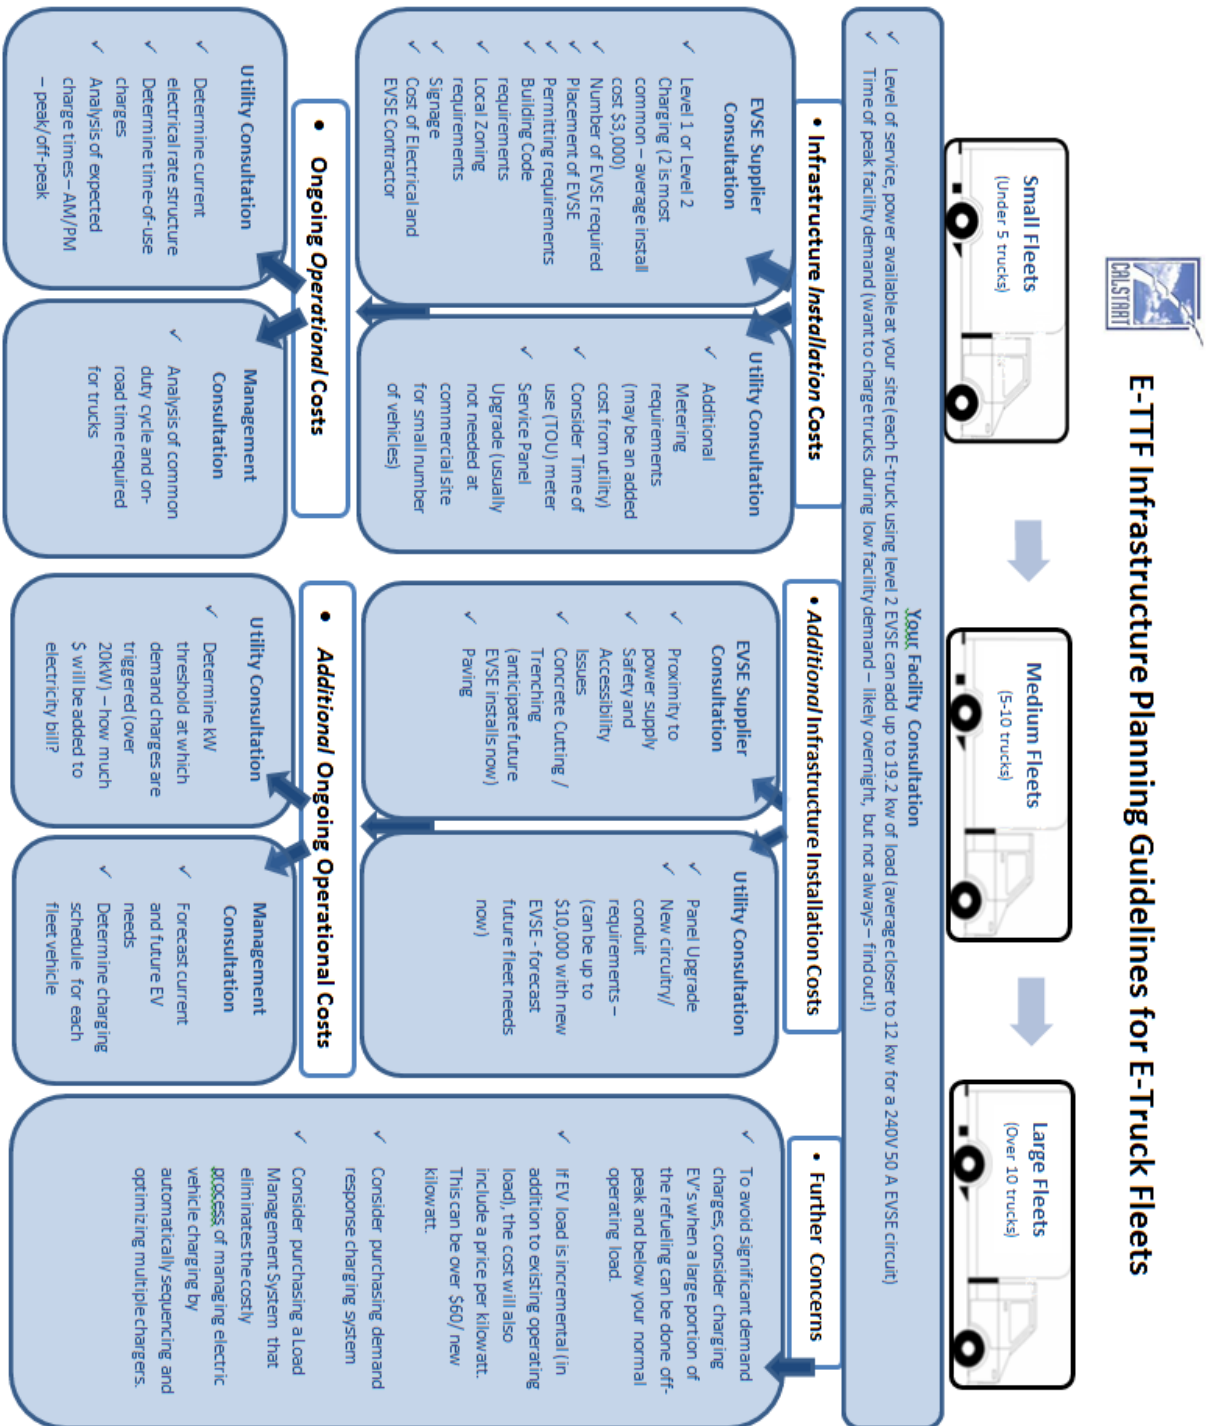 CALSTART
E-TTF Infrastructure Planning Guidelines for E-Truck Fleets
Small Fleets
(Under 5 trucks)
Medium Fleets
(5-10 trucks)
Large Fleets
(Over 10 trucks)
Your Facility Consultation
✓ Level of service, power available at your site (each E-truck using level 2 EVSE can add up to 19.2 kw of load (average closer to 12 kw for a 240V 50 A EVSE circuit)
✓ Time of peak facility demand (want to charge trucks during low facility demand – likely overnight, but not always – find out!)
• Infrastructure Installation Costs
EVSE Supplier
Consultation
✓ Level 1 or Level 2
Charging (2 is most
common – average install
cost $3,000)
✓ Number of EVSE required
✓ Placement of EVSE
✓ Permitting requirements
✓ Building Code
requirements
✓ Local Zoning
requirements
✓ Signage
✓ Cost of Electrical and
EVSE Contractor
Utility Consultation
✓ Additional
Metering
requirements
(may be an added
cost from utility)
✓ Consider Time of
use (TOU) meter
✓ Service Panel
Upgrade (usually
not needed at
commercial site
for small number
of vehicles)
• Ongoing Operational Costs
Utility Consultation
✓ Determine current
electrical rate structure
✓ Determine time-of-use
charges
✓ Analysis of expected
charge times – AM/PM
– peak/off-peak
Management
Consultation
✓ Analysis of common
duty cycle and on-
road time required
for trucks
• Additional Infrastructure Installation Costs
EVSE Supplier
Consultation
✓ Proximity to
power supply
✓ Safety and
Accessibility
Issues
✓ Concrete Cutting /
Trenching
(anticipate future
EVSE installs now)
✓ Paving
Utility Consultation
✓ Panel Upgrade
✓ New circuitry/
conduit
requirements –
(can be up to
$10,000 with new
EVSE - forecast
future fleet needs
now)
• Additional Ongoing Operational Costs
Utility Consultation
✓ Determine kW
threshold at which
demand charges are
triggered (over
20kW) – how much
$ will be added to
electricity bill?
Management
Consultation
✓ Forecast current
and future EV
needs
✓ Determine charging
schedule for each
fleet vehicle
• Further Concerns
✓ To avoid significant demand
charges, consider charging
EV's when a large portion of
the refueling can be done off-
peak and below your normal
operating load.
✓ If EV load is incremental (in
addition to existing operating
load), the cost will also
include a price per kilowatt.
This can be over $60/ new
kilowatt.
✓ Consider purchasing demand
response charging system
✓ Consider purchasing a Load
Management System that
eliminates the costly
process of managing electric
vehicle charging by
automatically sequencing and
optimizing multiple chargers.